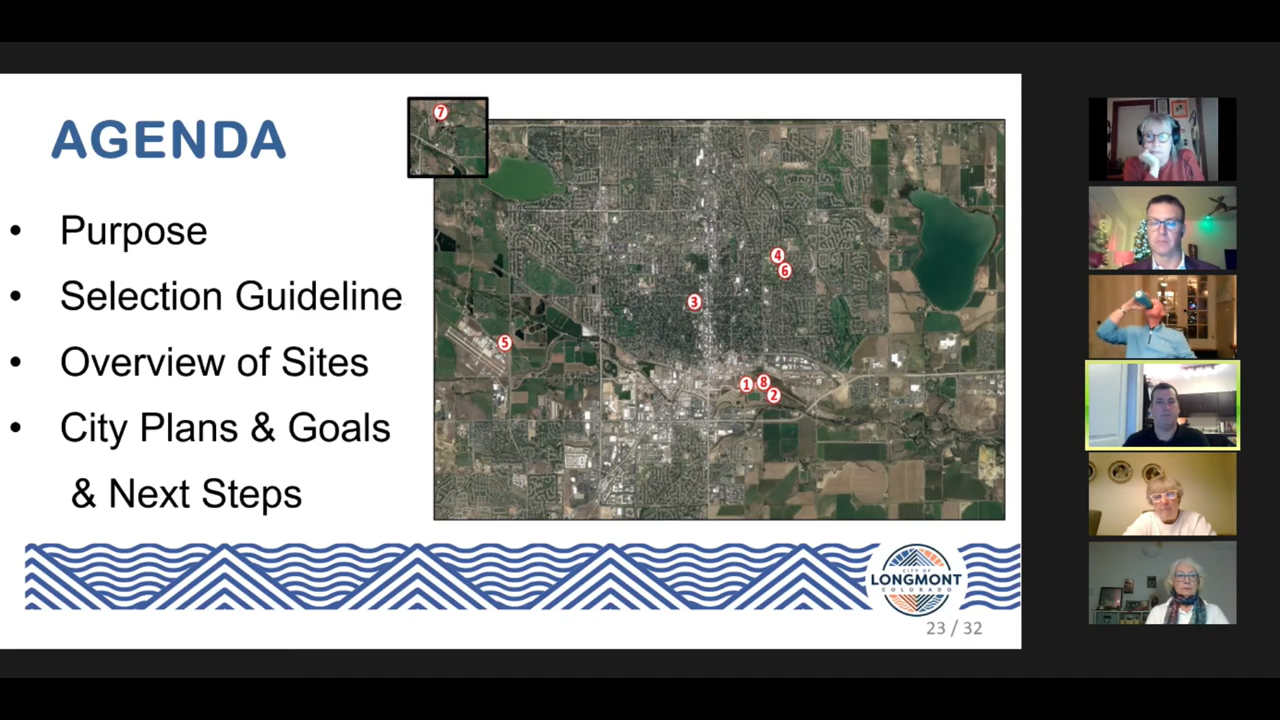 AGENDA
• Purpose
• Selection Guideline
• Overview of Sites
• City Plans & Goals
& Next Steps
7
4
6
3
5
1
8
2
CITY OF
LONGMONT
COLORADO
23 / 32